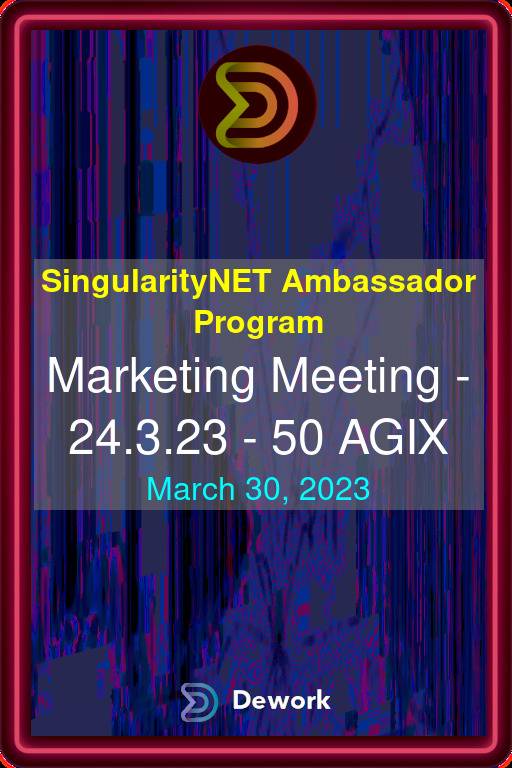 SingularityNET Ambassador
Program
Marketing Meeting -
24.3.23 - 50 AGIX
March 30, 2023
Dework